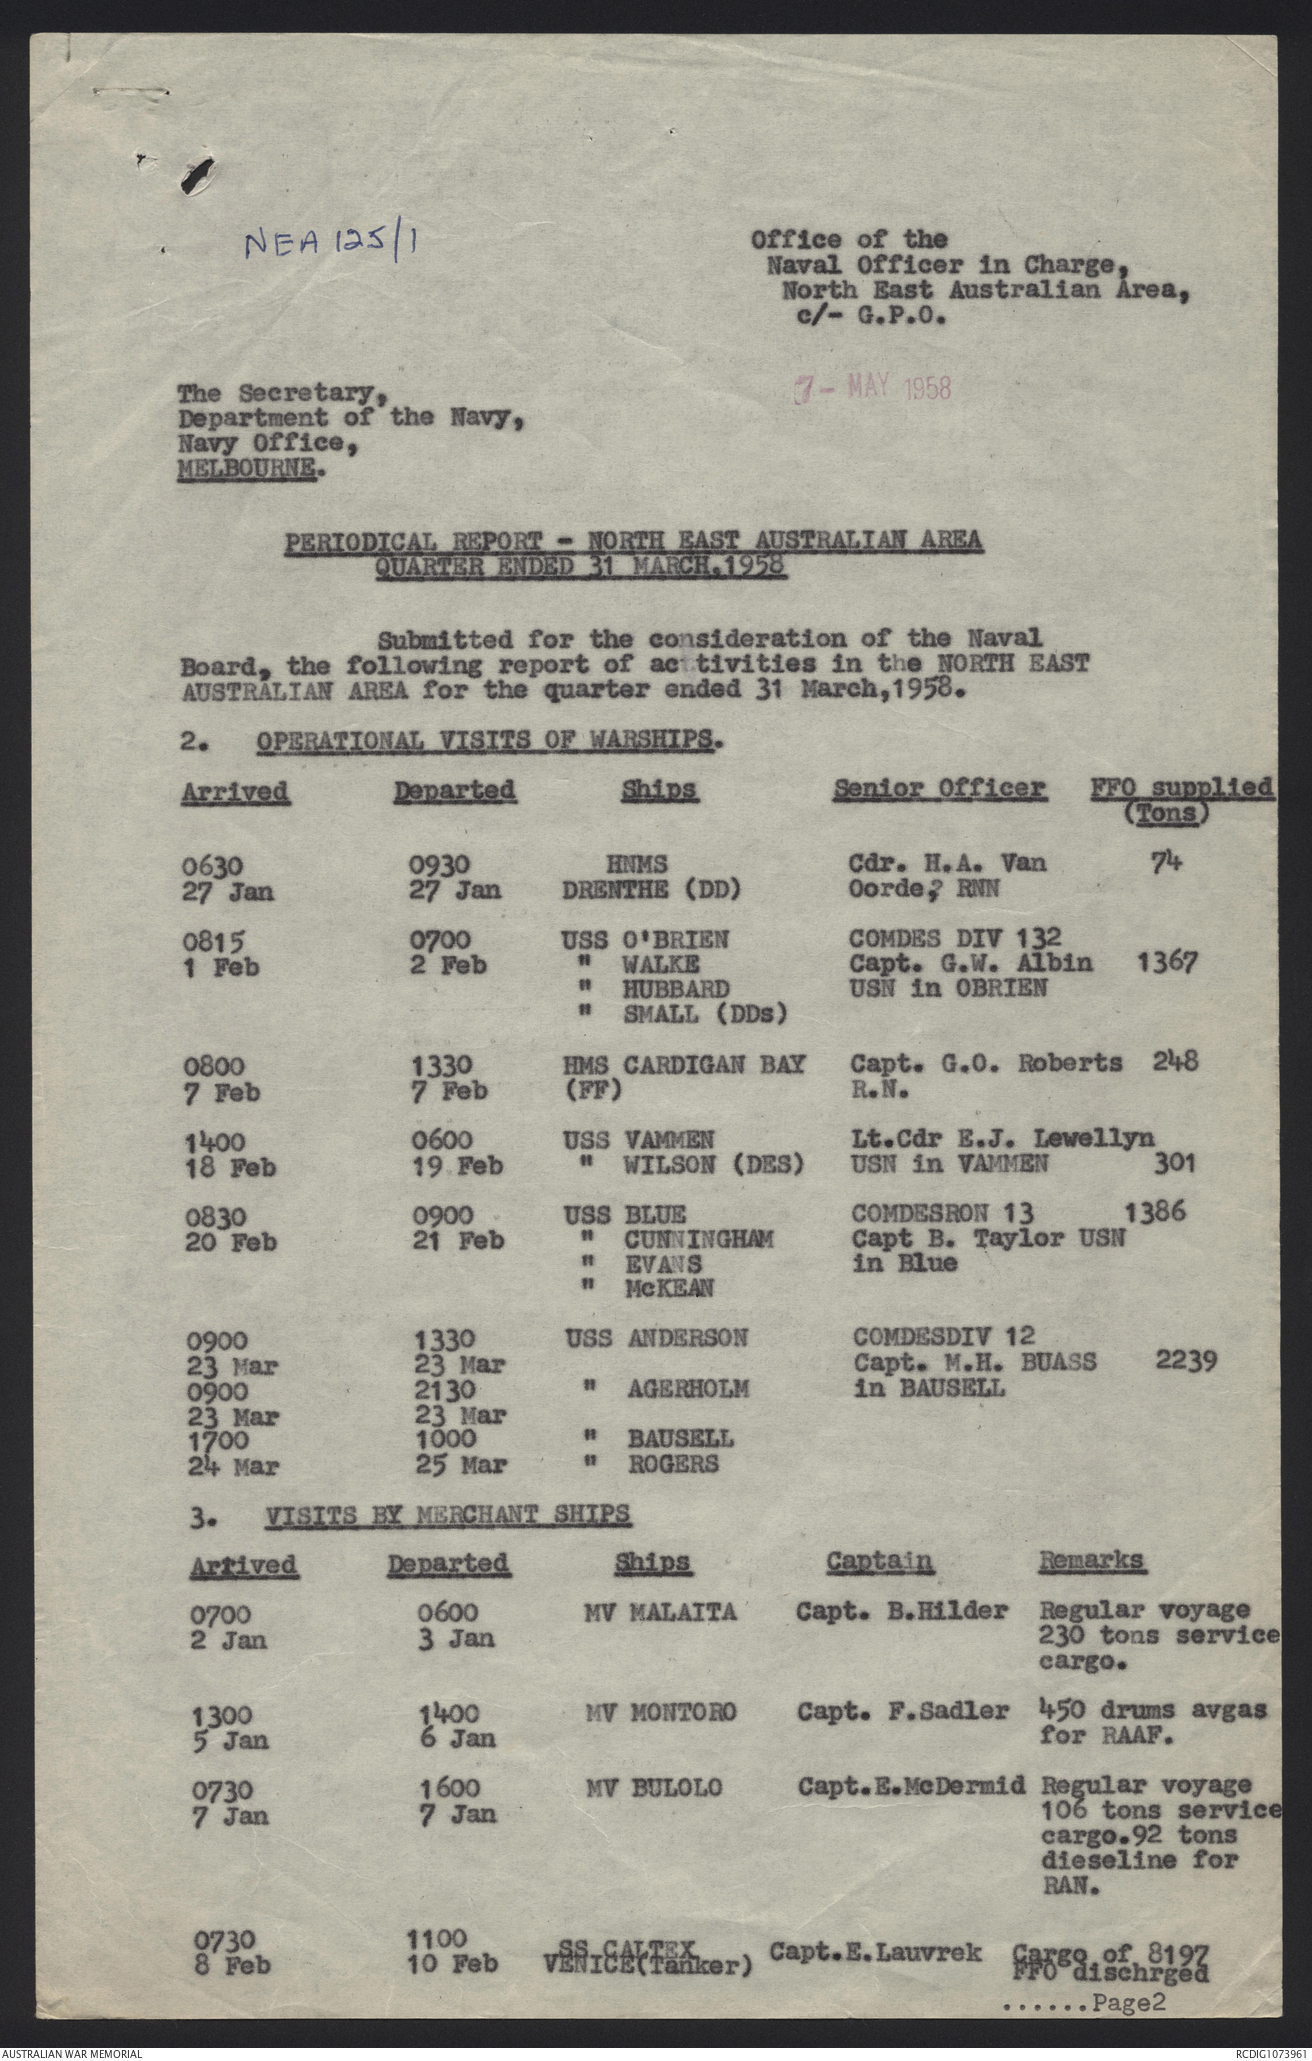 NEA 125/1
Office of the
Naval Officer in Charge,
North East Australian Area,
c/- G.P.O.
7- MAY 1958
The Secretary,
Department of the Navy,
Navy Office,
MELBOURNE.
PERIODICAL REPORT - NORTH EAST AUSTRALIAN AREA
QUARTER ENDED 31 MARCH,1958
Submitted for the consideration of the Naval
Board, the following report of activities in the NORTH EAST
AUSTRALIAN AREA for the quarter ended 31 March,1958.
2. OPERATIONAL VISITS OF WARSHIPS.
Arrived Departed Ships Senior Officer FFO supplied
(Tons)
0630 0930 HNMS Cdr. H.A. Van 74
27 Jan 27 Jan DRENTHE (DD) Oorde, RNN
0815 0700 USS O'BRIEN COMDES DIV 132
1 Feb 2 Feb " WALKE Capt. G.W. Albin 1367
" HUBBARD USN in OBRIEN
" SMALL (DDs)
0800 1330 HMS CARDIGAN BAY Capt. G.O. Roberts 248
7 Feb 7 Feb (FF) R.N.
1400 0600 USS VAMMEN Lt.Cdr E.J. Lewellyn
18 Feb 19 Feb " WILSON (DES) USN in VAMMEN 301
0830 0900 USS BLUE COMDESRON 13 1386
20 Feb 21 Feb " CUNNINGHAM Capt B. Taylor USN
" EVANS in Blue
" McKEAN
0900 1330 USS ANDERSON COMDESDIV 12
23 Mar 23 Mar Capt. M.H. BUASS 2239
0900 2130 " AGERHOLM in BAUSELL
23 Mar 23 Mar
1700 1000 " BAUSELL
24 Mar 25 Mar " ROGERS
3. VISITS BY MERCHANT SHIPS
Arrived Departed Ships Captain Remarks
0700 0600 MV MALAITA Capt. B.Hilder Regular voyage
2 Jan 3 Jan 230 tons service
cargo.
1300 1400 MV MONTORO Capt. F.Sadler 450 drums avgas
5 Jan 6 Jan for RAAF.
0730 1600 MV BULOLO Capt.E.McDermid Regular voyage
7 Jan 7 Jan 106 tons service
cargo.92 tons
dieseline for
RAN.
0730 1100 SS CALTEX Capt.E.Lauvrek Cargo of 8197
8 Feb 10 Feb VENICE(Tanker) FFO dischrged
......Page2
AUSTRALIAN WAR MEMORIAL RCDIG1073961